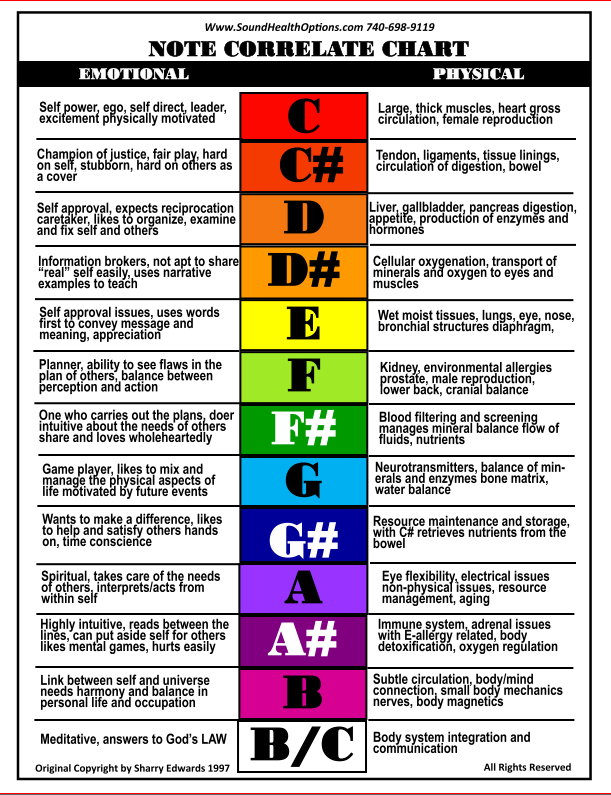 Www.SoundHealthOptions.com 740-698-9119
NOTE CORRELATE CHART
EMOTIONAL
PHYSICAL
Self power, ego, self direct, leader,
excitement physically motivated
C
Large, thick muscles, heart gross
circulation, female reproduction
Champion of justice, fair play, hard
on self, stubborn, hard on others as
a cover
C#
Tendon, ligaments, tissue linings,
circulation of digestion, bowel
Self approval, expects reciprocation
caretaker, likes to organize, examine
and fix self and others
D
Liver, gallbladder, pancreas digestion,
appetite, production of enzymes and
hormones
Information brokers, not apt to share
“real” self easily, uses narrative
examples to teach
D#
Cellular oxygenation, transport of
minerals and oxygen to eyes and
muscles
Self approval issues, uses words
first to convey message and
meaning, appreciation
E
Wet moist tissues, lungs, eye, nose,
bronchial structures diaphragm,
Planner, ability to see flaws in the
plan of others, balance between
perception and action
F
Kidney, environmental allergies
prostate, male reproduction,
lower back, cranial balance
One who carries out the plans, doer
intuitive about the needs of others
share and loves wholeheartedly
F#
Blood filtering and screening
manages mineral balance flow of
fluids, nutrients
Game player, likes to mix and
manage the physical aspects of
life motivated by future events
G
Neurotransmitters, balance of min-
erals and enzymes bone matrix,
water balance
Wants to make a difference, likes
to help and satisfy others hands
on, time conscience
G#
Resource maintenance and storage,
with C# retrieves nutrients from the
bowel
Spiritual, takes care of the needs
of others, interprets/acts from
within self
A
Eye flexibility, electrical issues
non-physical issues, resource
management, aging
Highly intuitive, reads between the
lines, can put aside self for others
likes mental games, hurts easily
A#
Immune system, adrenal issues
with E-allergy related, body
detoxification, oxygen regulation
Link between self and universe
needs harmony and balance in
personal life and occupation
B
Subtle circulation, body/mind
connection, small body mechanics
nerves, body magnetics
Meditative, answers to God’s LAW
B/C
Body system integration and
communication
Original Copyright by Sharry Edwards 1997
All Rights Reserved